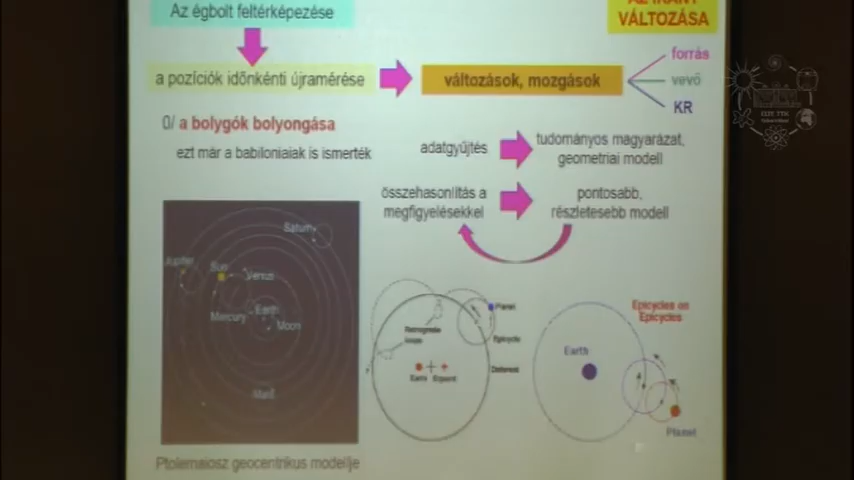 Az égbolt feltérképezése
AZ IRÁNY
VÁLTOZÁSA
a pozíciók időnkénti újramérése
változások, mozgások
forrás
vevő
KR
0/ a bolygók bolyongása
ezt már a babiloniaiak is ismerték
adatgyűjtés
tudományos magyarázat,
geometriai modell
összehasonlítás a
megfigyelésekkel
pontosabb,
részletesebb modell
Saturn
Jupiter
Sun
Venus
Earth
Mercury
Moon
Mars
Planet
Retrograde
loops
Epicycle
Deferent
Earth
Equant
Epicycles on
Epicycles
Earth
Planet
Ptolemaiosz geocentrikus modellje